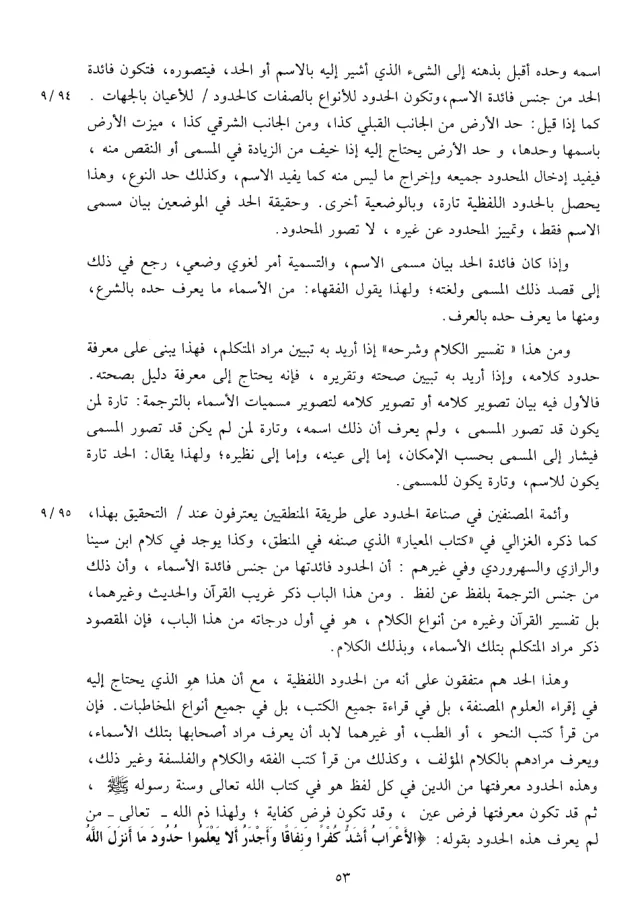 اسمه وحده أقبل بذهنه إلى الشىء الذي أشير إليه بالاسم أو الحد، فيتصوره، فتكون فائدة
الحد من جنس فائدة الاسم،وتكون الحدود للأنواع بالصفات كالحدود / للأعيان بالجهات . ٩/٩٤
كما إذا قيل: حد الأرض من الجانب القبلي كذا، ومن الجانب الشرقي كذا ، ميزت الأرض
باسمها وحدها، و حد الأرض يحتاج إليه إذا خيف من الزيادة في المسمى أو النقص منه ،
فيفيد إدخال المحدود جميعه وإخراج ما ليس منه كما يفيد الاسم، وكذلك حد النوع، وهذا
يحصل بالحدود اللفظية تارة، وبالوضعية أخرى. وحقيقة الحد في الموضعين بيان مسمى
الاسم فقط، وتمييز المحدود عن غيره ، لا تصور المحدود.
وإذا كان فائدة الحد بيان مسمى الاسم، والتسمية أمر لغوي وضعي، رجع في ذلك
إلى قصد ذلك المسمى ولغته؛ ولهذا يقول الفقهاء: من الأسماء ما يعرف حده بالشرع،
ومنها ما يعرف حده بالعرف.
ومن هذا « تفسير الكلام وشرحه» إذا أريد به تبيين مراد المتكلم، فهذا يبنى على معرفة
حدود كلامه، وإذا أريد به تبيين صحته وتقريره ، فإنه يحتاج إلى معرفة دليل بصحته.
فالأول فيه بيان تصوير كلامه أو تصوير كلامه لتصوير مسميات الأسماء بالترجمة: تارة لمن
يكون قد تصور المسمى ، ولم يعرف أن ذلك اسمه، وتارة لمن لم يكن قد تصور المسمى
فيشار إلى المسمى بحسب الإمكان، إما إلى عينه، وإما إلى نظيره؛ ولهذا يقال: الحد تارة
يكون للاسم، وتارة يكون للمسمى.
وأئمة المصنفين في صناعة الحدود على طريقة المنطقيين يعترفون عند / التحقيق بهذا، ٩/٩٥
كما ذكره الغزالي في «كتاب المعيار» الذي صنفه في المنطق، وكذا يوجد في كلام ابن سينا
والرازي والسهروردي وفي غيرهم : أن الحدود فائدتها من جنس فائدة الأسماء ، وأن ذلك
من جنس الترجمة بلفظ عن لفظ . ومن هذا الباب ذكر غريب القرآن والحديث وغيرهما،
بل تفسير القرآن وغيره من أنواع الكلام ، هو في أول درجاته من هذا الباب، فإن المقصود
ذكر مراد المتكلم بتلك الأسماء، وبذلك الكلام.
وهذا الحد هم متفقون على أنه من الحدود اللفظية ، مع أن هذا هو الذي يحتاج إليه
في إقراء العلوم المصنفة، بل في قراءة جميع الكتب، بل في جميع أنواع المخاطبات. فإن
من قرأ كتب النحو ، أو الطب، أو غيرهما لابد أن يعرف مراد أصحابها بتلك الأسماء،
ويعرف مرادهم بالكلام المؤلف ، وكذلك من قرأ كتب الفقه والكلام والفلسفة وغير ذلك،
وهذه الحدود معرفتها من الدين في كل لفظ هو في كتاب الله تعالى وسنة رسوله ﷺ ،
ثم قد تكون معرفتها فرض عين ، وقد تكون فرض كفاية ؛ ولهذا ذم الله ـ تعالى ـ من
لم يعرف هذه الحدود بقوله: ﴿الأَعْرَابُ أَشَدُّ كُفْرًا وَنِفَاقًا وَأَجْدَرُ أَلا يَعْلَمُوا حُدُودَ مَا أَنزَلَ اللَّهُ
٥٣